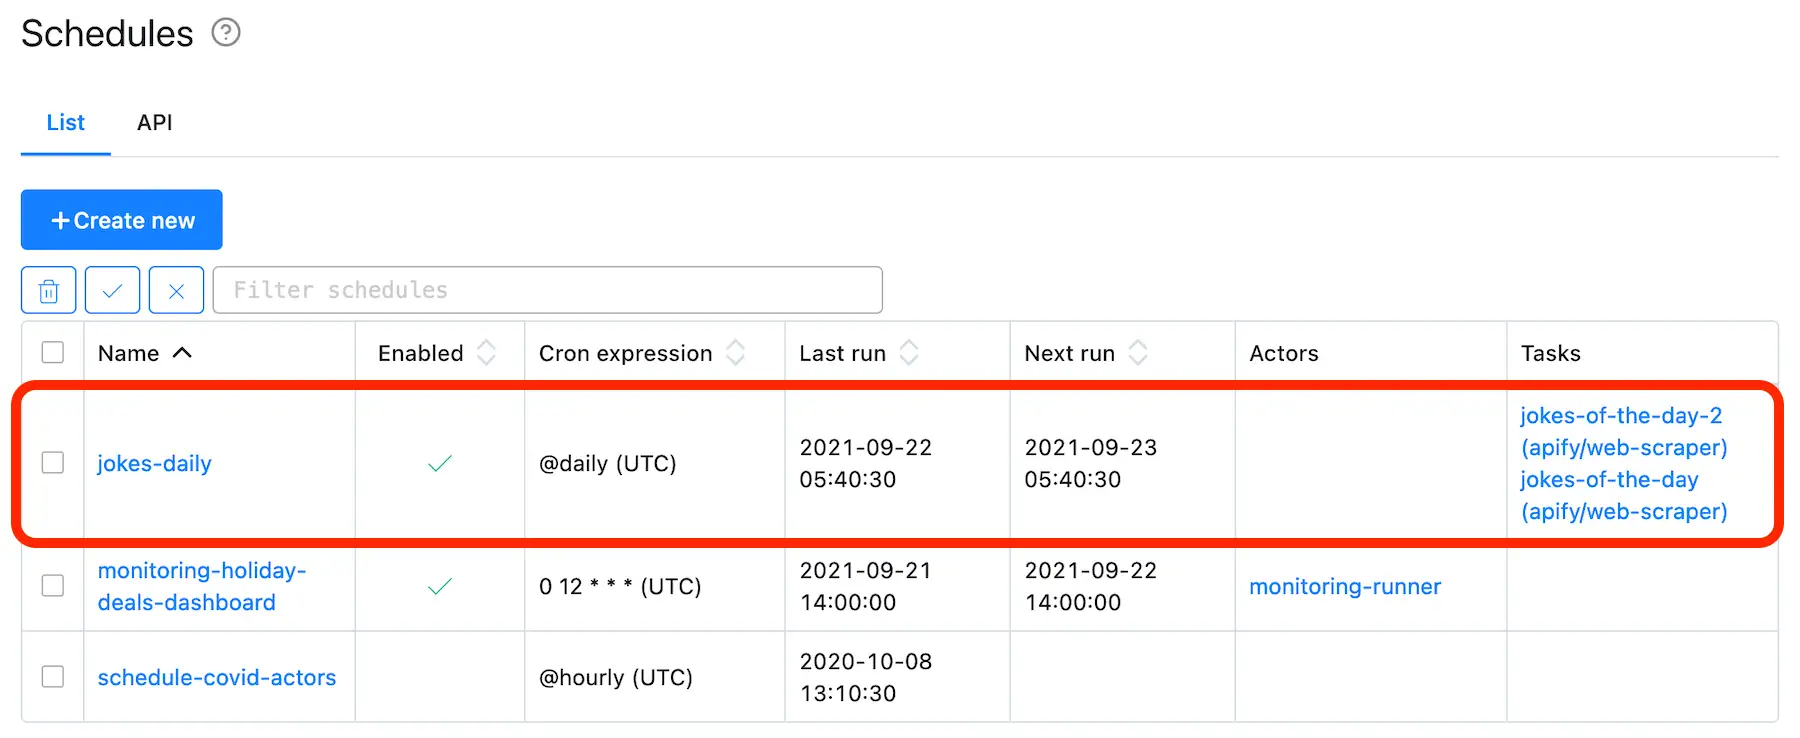 Schedules ?
List API
+Create new
Filter schedules
Name Enabled Cron expression Last run Next run Actors Tasks
jokes-daily @daily (UTC) 2021-09-22 05:40:30 2021-09-23 05:40:30 jokes-of-the-day-2 (apify/web-scraper) jokes-of-the-day (apify/web-scraper)
monitoring-holiday-deals-dashboard 0 12 * * * (UTC) 2021-09-21 14:00:00 2021-09-22 14:00:00 monitoring-runner
schedule-covid-actors @hourly (UTC) 2020-10-08 13:10:30